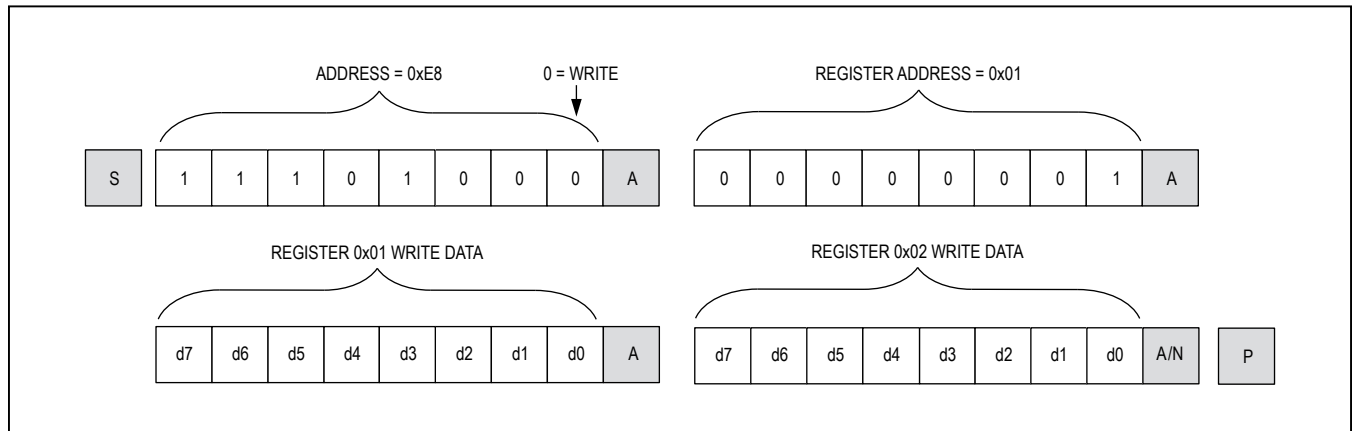 ADDRESS = 0xE8 0 = WRITE REGISTER ADDRESS = 0x01
S 1 1 1 0 1 0 0 0 A 0 0 0 0 0 0 0 1 A
REGISTER 0x01 WRITE DATA REGISTER 0x02 WRITE DATA
d7 d6 d5 d4 d3 d2 d1 d0 A d7 d6 d5 d4 d3 d2 d1 d0 A/N P